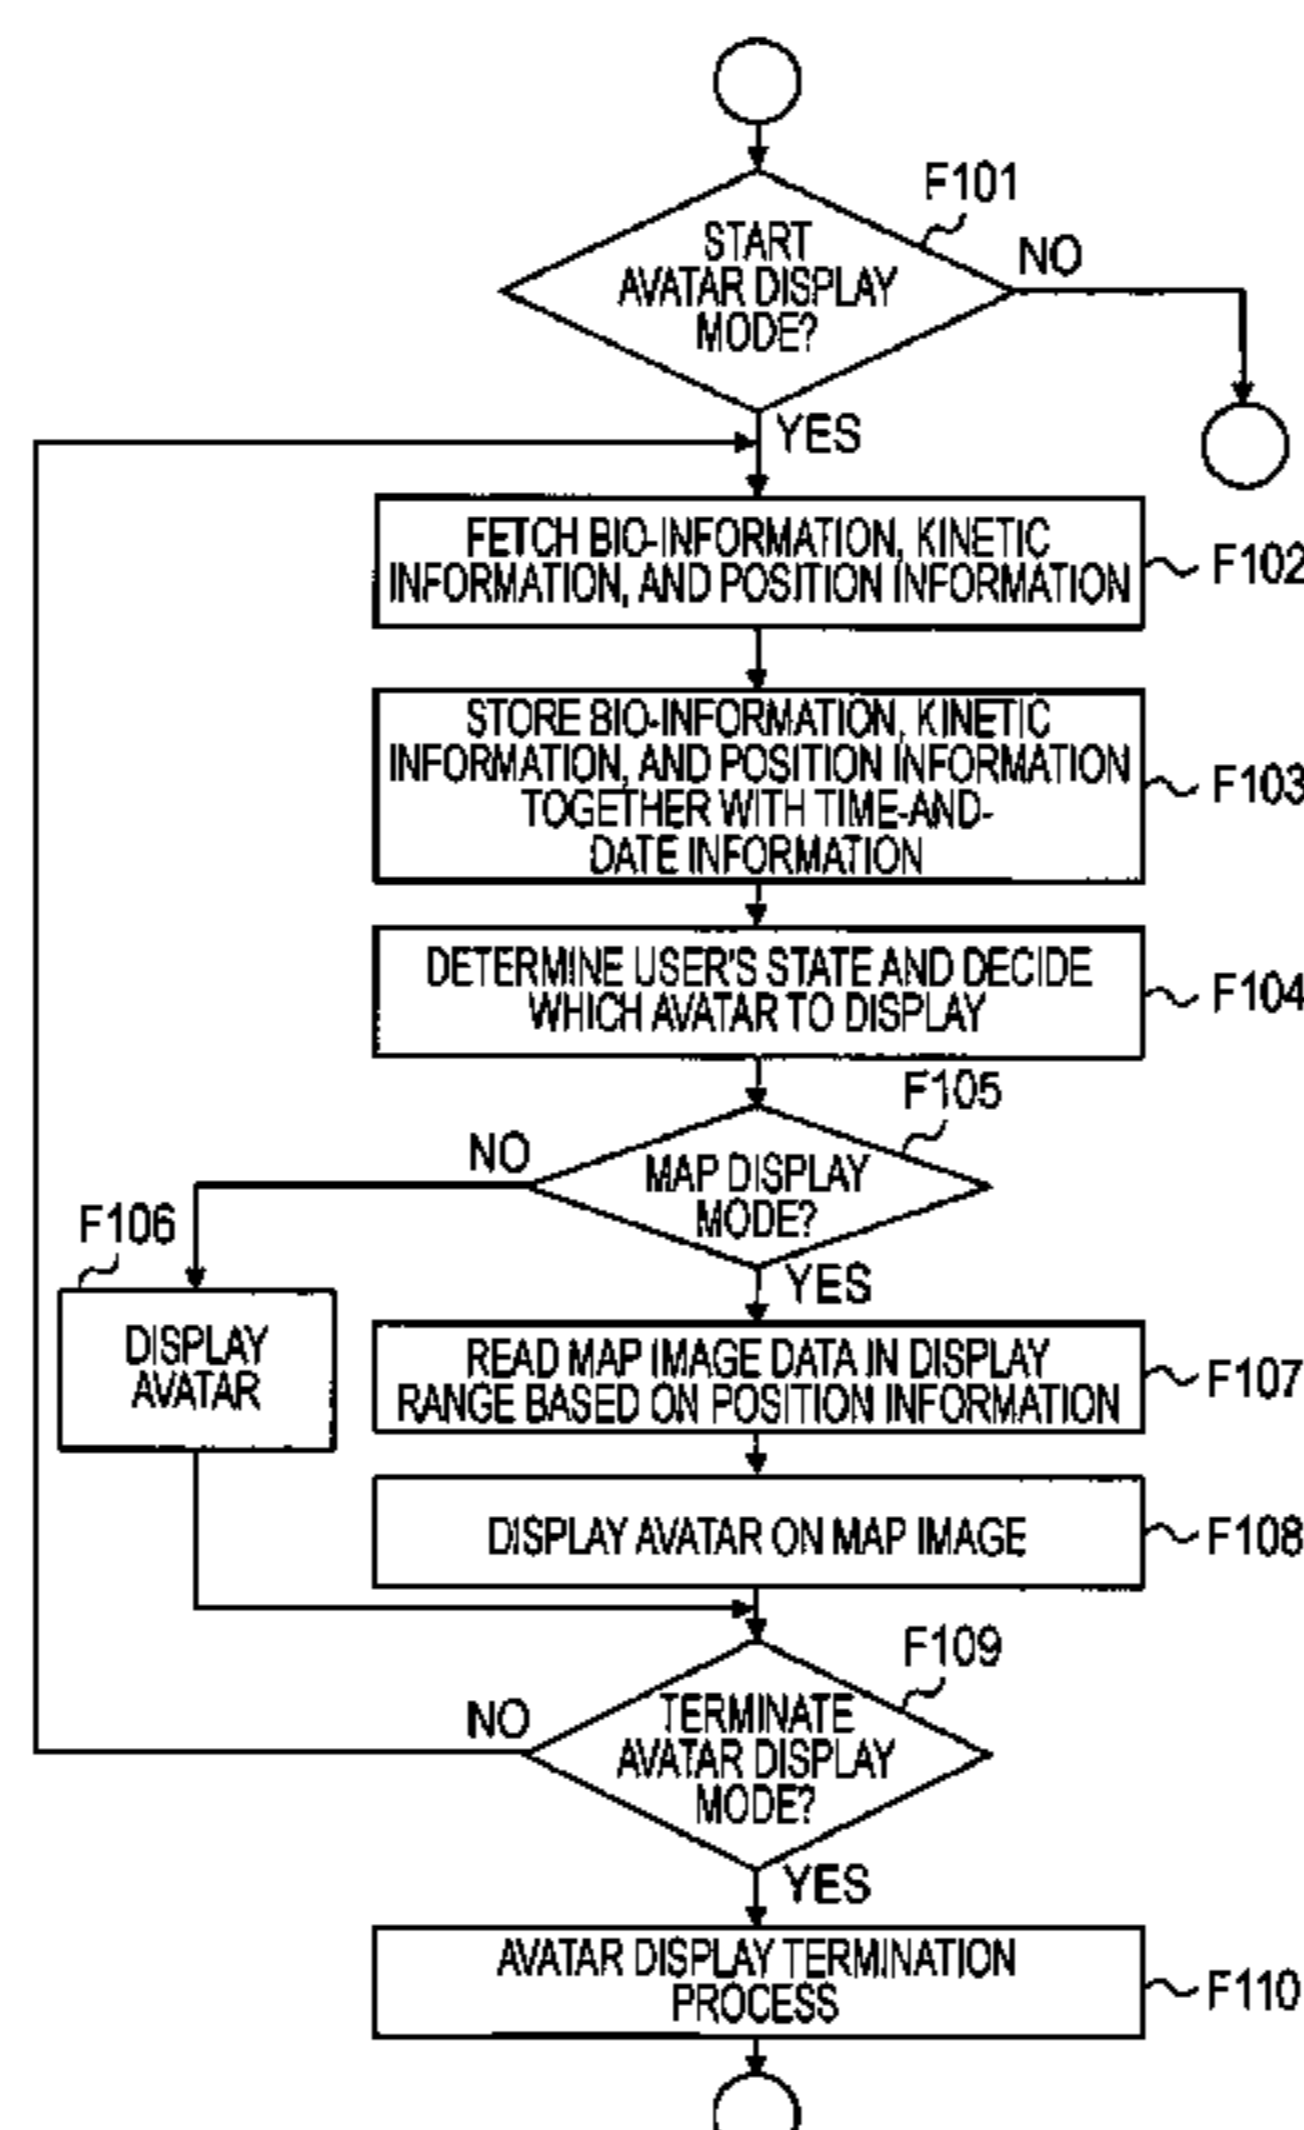 F101
START
AVATAR DISPLAY
MODE?
NO
YES
FETCH BIO-INFORMATION, KINETIC
INFORMATION, AND POSITION INFORMATION
F102
STORE BIO-INFORMATION, KINETIC
INFORMATION, AND POSITION INFORMATION
TOGETHER WITH TIME-AND-
DATE INFORMATION
F103
DETERMINE USER'S STATE AND DECIDE
WHICH AVATAR TO DISPLAY
F104
F105
NO
MAP DISPLAY
MODE?
F106
YES
DISPLAY
AVATAR
READ MAP IMAGE DATA IN DISPLAY
RANGE BASED ON POSITION INFORMATION
F107
DISPLAY AVATAR ON MAP IMAGE
F108
F109
NO
TERMINATE
AVATAR DISPLAY
MODE?
YES
AVATAR DISPLAY TERMINATION
PROCESS
F110